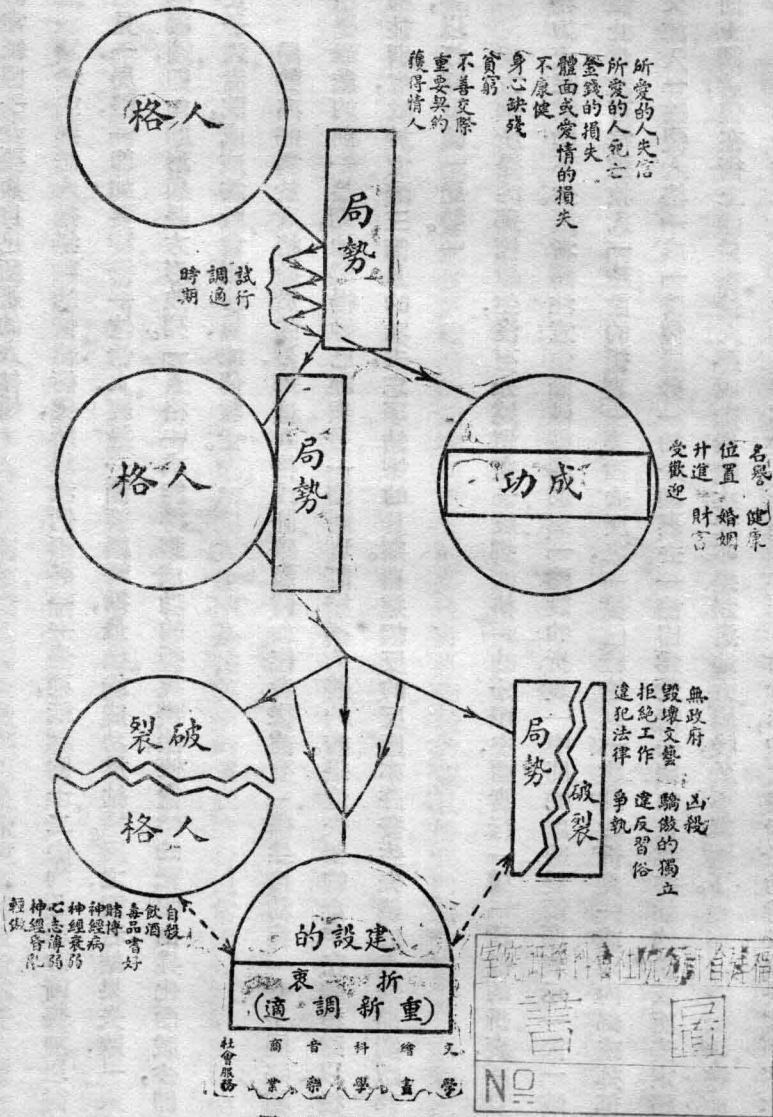 所愛的人失信
所愛的人死亡
金錢的損失
體面或愛情的損失
不康健
身心缺殘
貧窮
不善交際
重要契約
獲得情人
人格
局勢
試行
調適
時期
人格
局勢
成功
名譽 健康
位置 婚姻
升進 財富
受歡迎
破裂
人格
局勢
破裂
無政府 凶殺
毀壞文藝 驕傲的獨立
拒絕工作 違反習俗
違犯法律 爭執
自殺
飲酒
毒品嗜好
賭博
神經病
神經衰弱
心志薄弱
神經昏亂
建設的
折衷
(重新調適)
文學
繪畫
科學
音樂
商業
社會服務
圖書
No